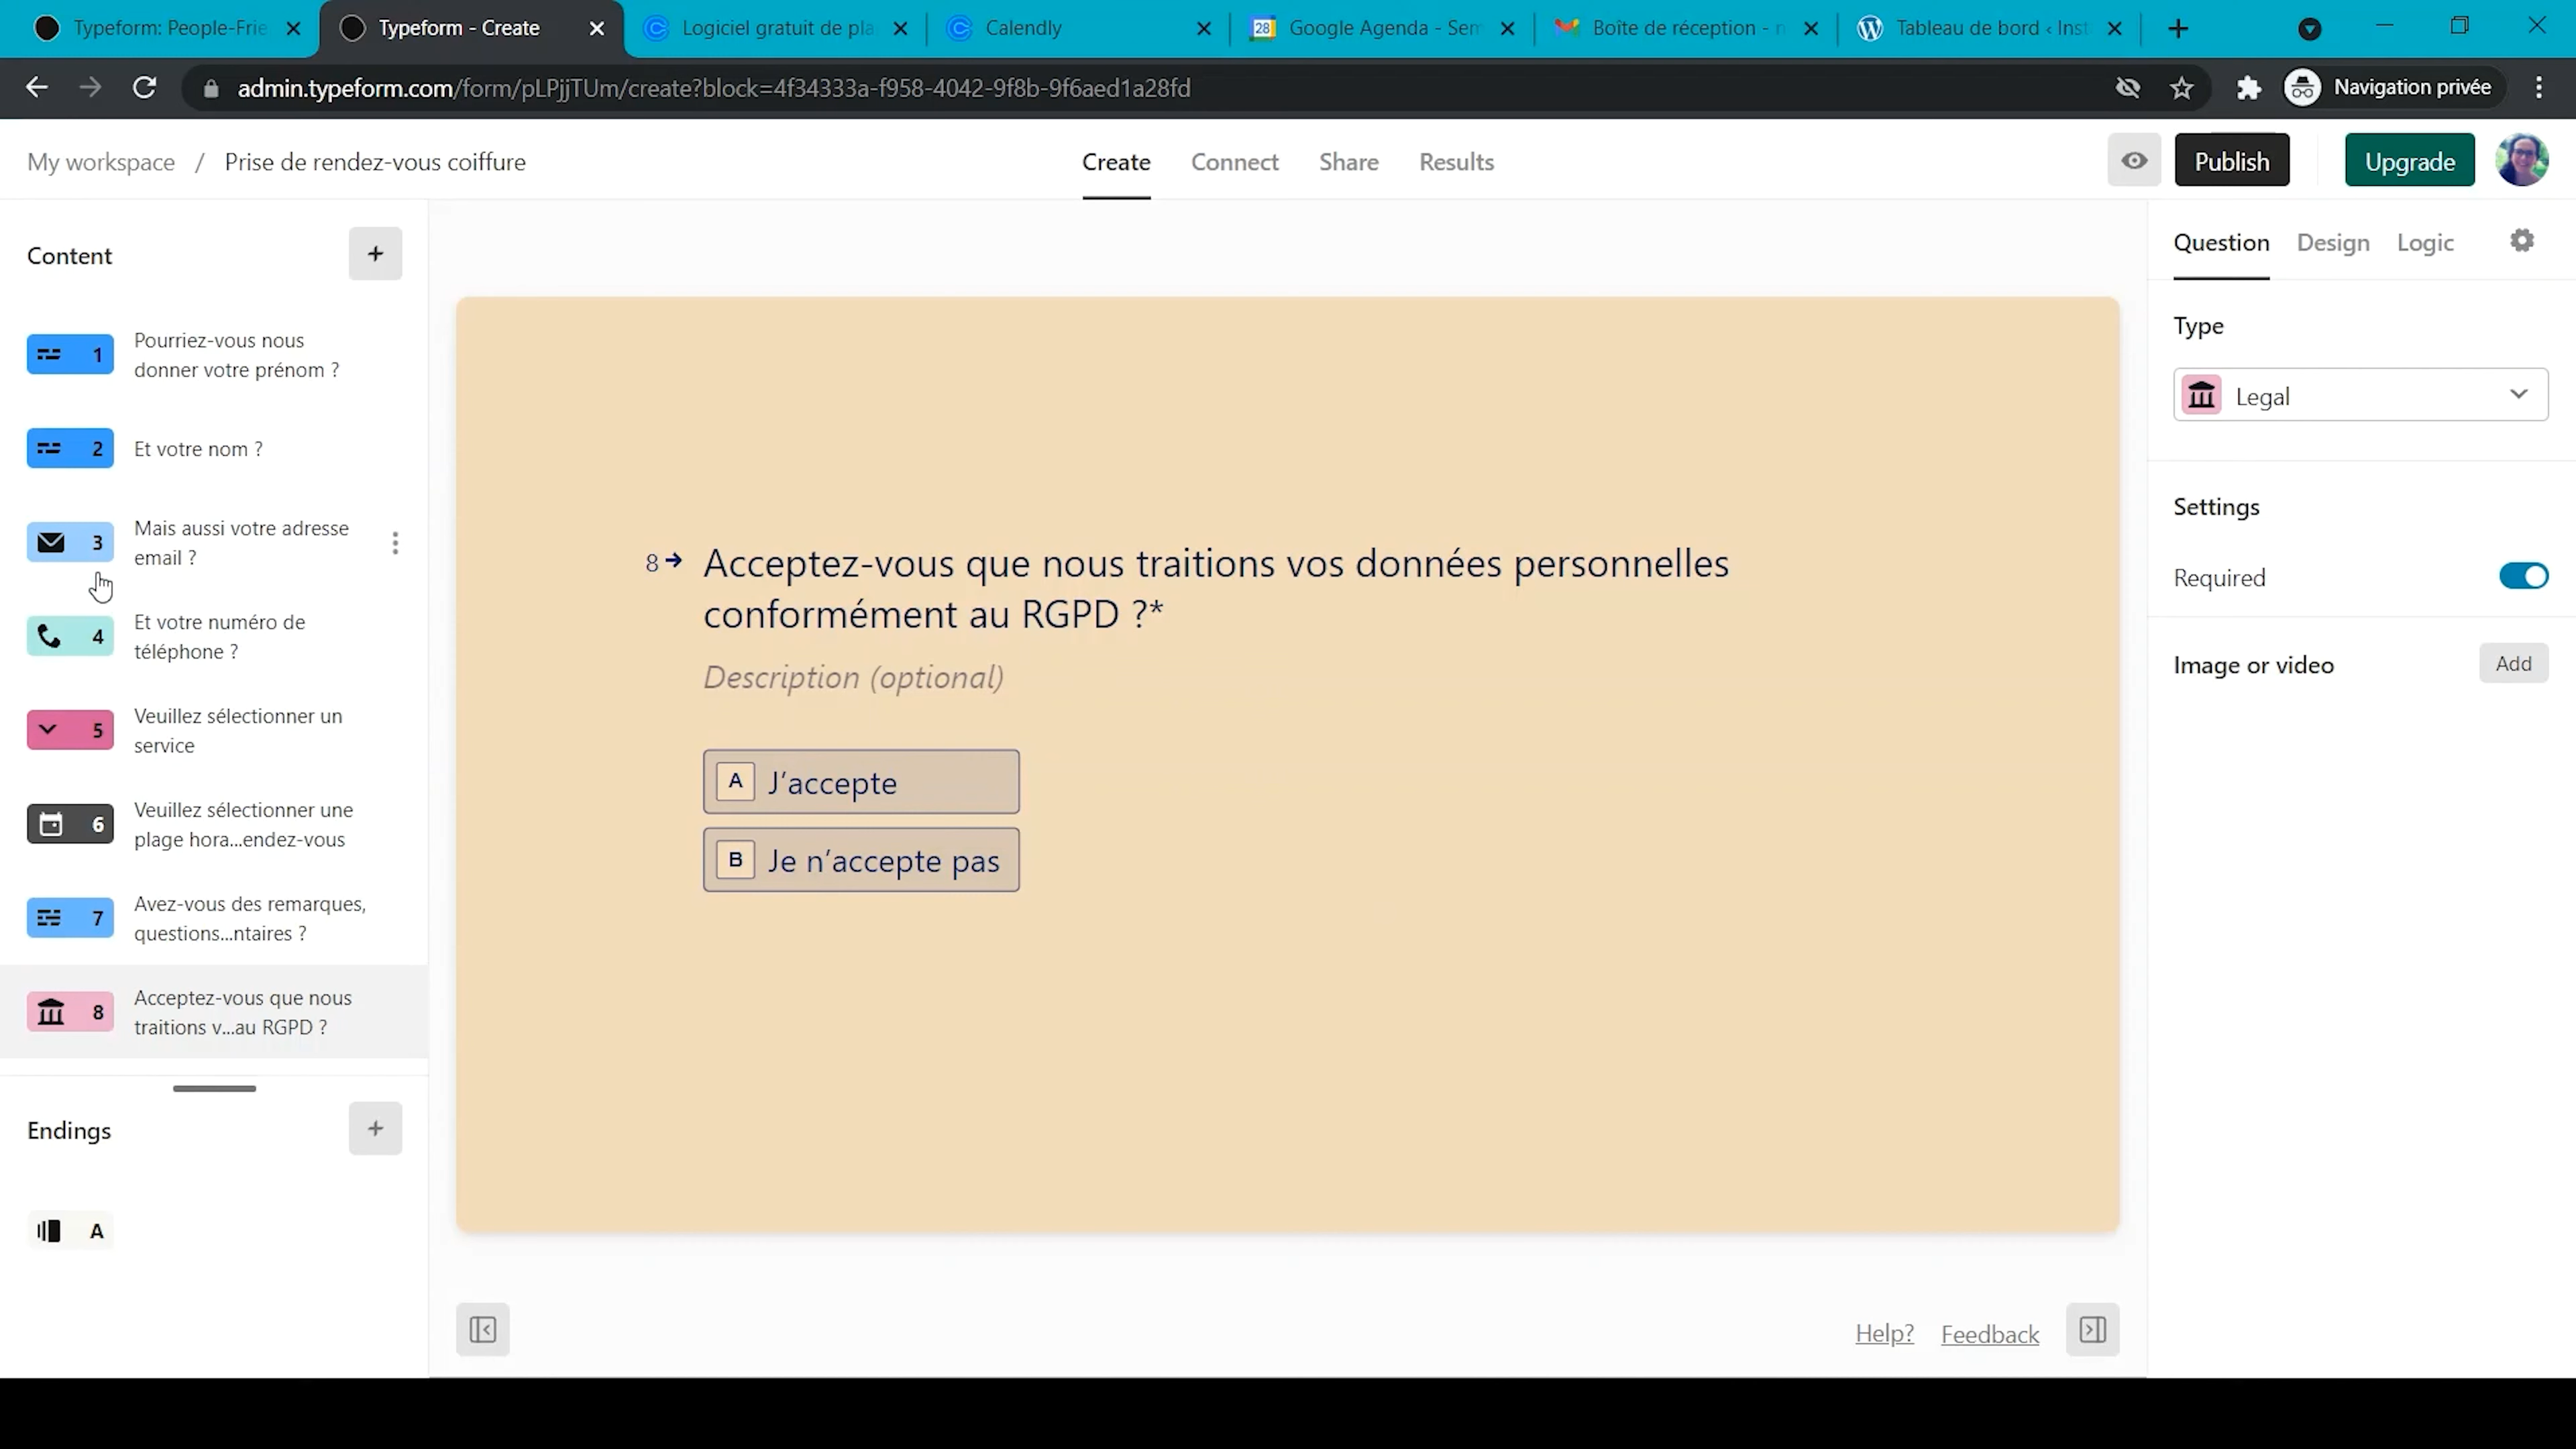 Typeform: People-Frie
Typeform - Create
Logiciel gratuit de pla
Calendly
28
Google Agenda - Sem
Boîte de réception - n
Tableau de bord ‹ Inst
admin.typeform.com/form/pLPjjTUm/create?block=4f34333a-f958-4042-9f8b-9f6aed1a28fd
Navigation privée
My workspace / Prise de rendez-vous coiffure
Create
Connect
Share
Results
Publish
Upgrade
Content
+
1
Pourriez-vous nous
donner votre prénom ?
2
Et votre nom ?
3
Mais aussi votre adresse
email ?
4
Et votre numéro de
téléphone ?
5
Veuillez sélectionner un
service
6
Veuillez sélectionner une
plage hora...endez-vous
7
Avez-vous des remarques,
questions...ntaires ?
8
Acceptez-vous que nous
traitions v...au RGPD ?
Endings
+
A
8 Acceptez-vous que nous traitions vos données personnelles
conformément au RGPD ?*
Description (optional)
A J'accepte
B Je n'accepte pas
Help?
Feedback
Question
Design
Logic
Type
Legal
Settings
Required
Image or video
Add